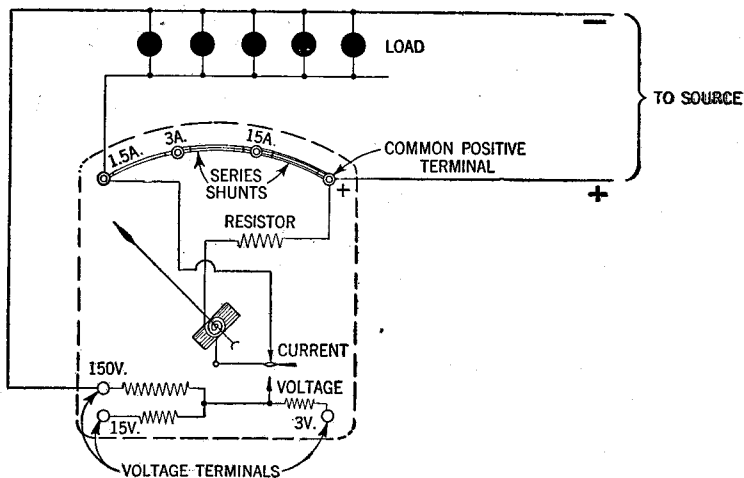 −
LOAD
TO SOURCE
1.5A.
3A.
15A.
COMMON POSITIVE
TERMINAL
SERIES
SHUNTS
+
+
RESISTOR
CURRENT
150V.
VOLTAGE
15V.
3V.
VOLTAGE TERMINALS